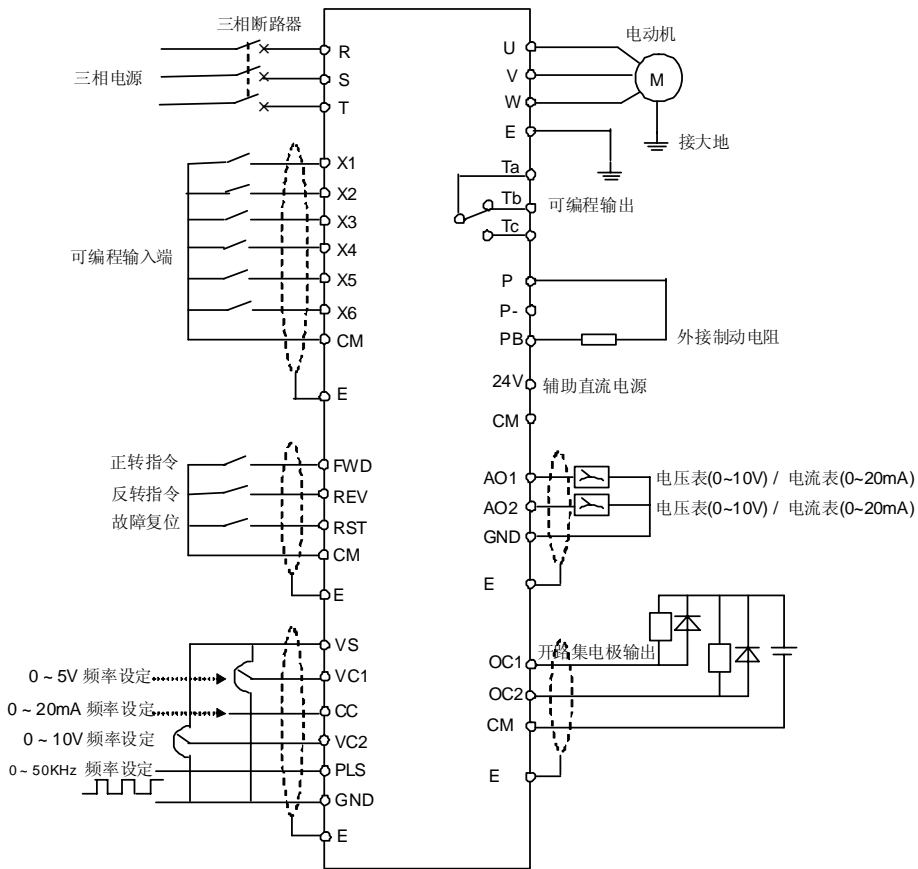 三相断路器
三相电源
R
S
T
可编程输入端
X1
X2
X3
X4
X5
X6
CM
E
正转指令
FWD
反转指令
REV
故障复位
RST
CM
E
VS
0~5V 频率设定
VC1
0~20mA 频率设定
CC
0~10V 频率设定
VC2
0~50KHz 频率设定
PLS
GND
E
电动机
U
V
W
M
E
接大地
Ta
Tb
可编程输出
Tc
P
P-
PB
外接制动电阻
24V
辅助直流电源
CM
AO1
电压表(0~10V) / 电流表(0~20mA)
AO2
电压表(0~10V) / 电流表(0~20mA)
GND
E
开路集电极输出
OC1
OC2
CM
E